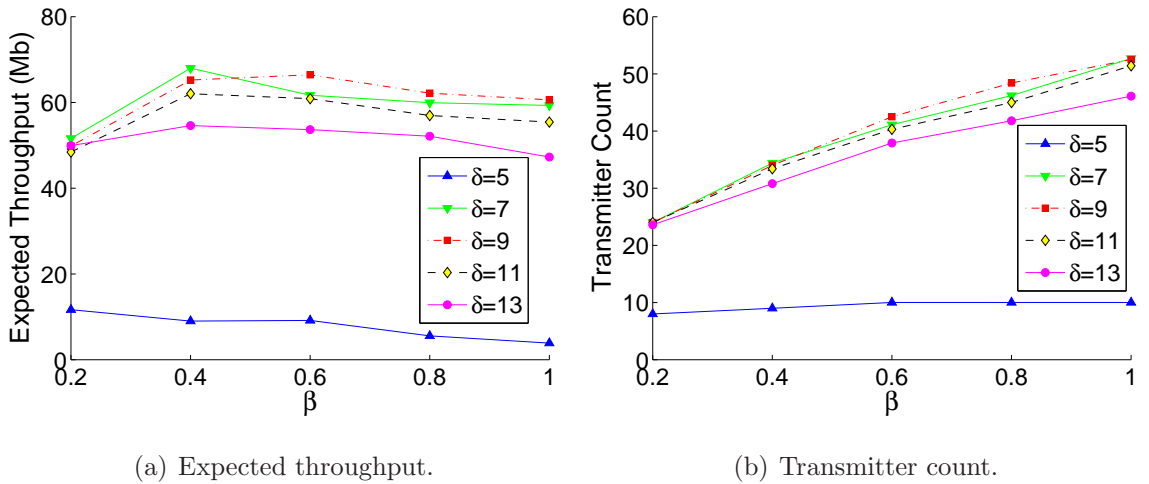 80
60
40
20
0
0.2
0.4
0.6
0.8
1
Expected Throughput (Mb)
β
δ=5
δ=7
δ=9
δ=11
δ=13
(a) Expected throughput.
60
50
40
30
20
10
0
0.2
0.4
0.6
0.8
1
Transmitter Count
β
δ=5
δ=7
δ=9
δ=11
δ=13
(b) Transmitter count.